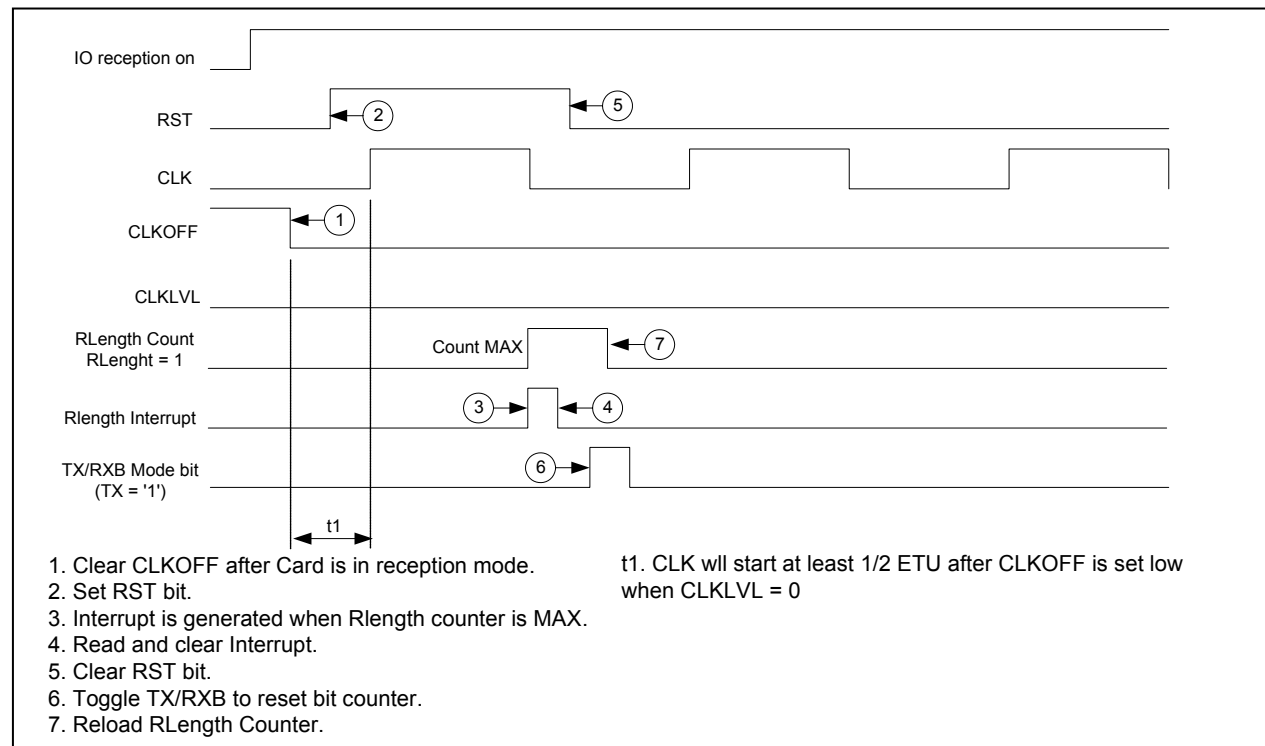 IO reception on
RST
2
5
CLK
CLKOFF
1
CLKLVL
RLength Count
RLenght = 1
Count MAX
7
Rlength Interrupt
3
4
TX/RXB Mode bit
(TX = '1')
6
t1
1. Clear CLKOFF after Card is in reception mode.
2. Set RST bit.
3. Interrupt is generated when Rlength counter is MAX.
4. Read and clear Interrupt.
5. Clear RST bit.
6. Toggle TX/RXB to reset bit counter.
7. Reload RLength Counter.
t1. CLK wll start at least 1/2 ETU after CLKOFF is set low
when CLKLVL = 0